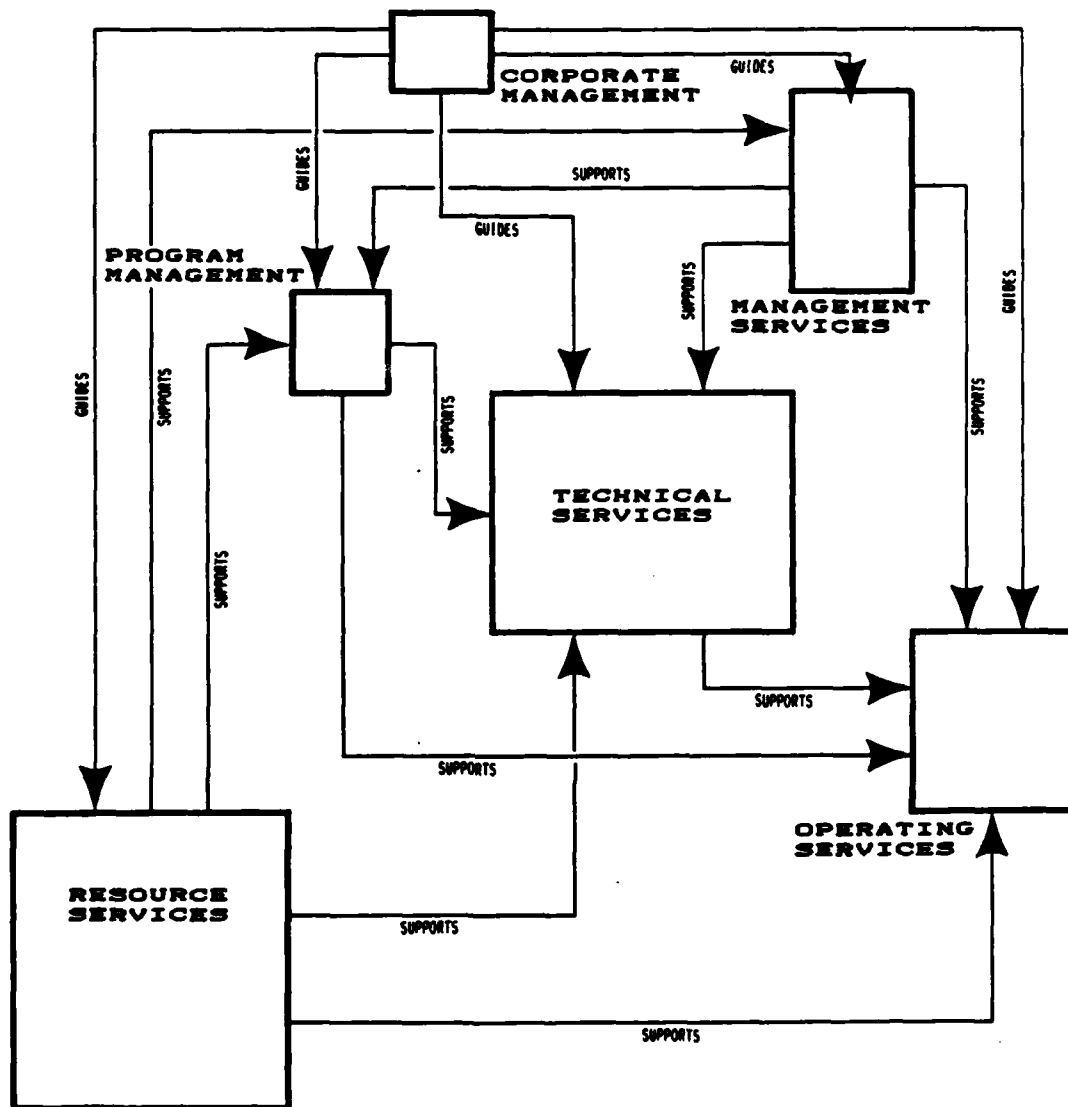 GUIDES
CORPORATE
MANAGEMENT
GUIDES
SUPPORTS
GUIDES
PROGRAM
MANAGEMENT
GUIDES
SUPPORTS
MANAGEMENT
SERVICES
GUIDES
GUIDES
SUPPORTS
SUPPORTS
SUPPORTS
TECHNICAL
SERVICES
SUPPORTS
SUPPORTS
SUPPORTS
OPERATING
SERVICES
RESOURCE
SERVICES
SUPPORTS
SUPPORTS